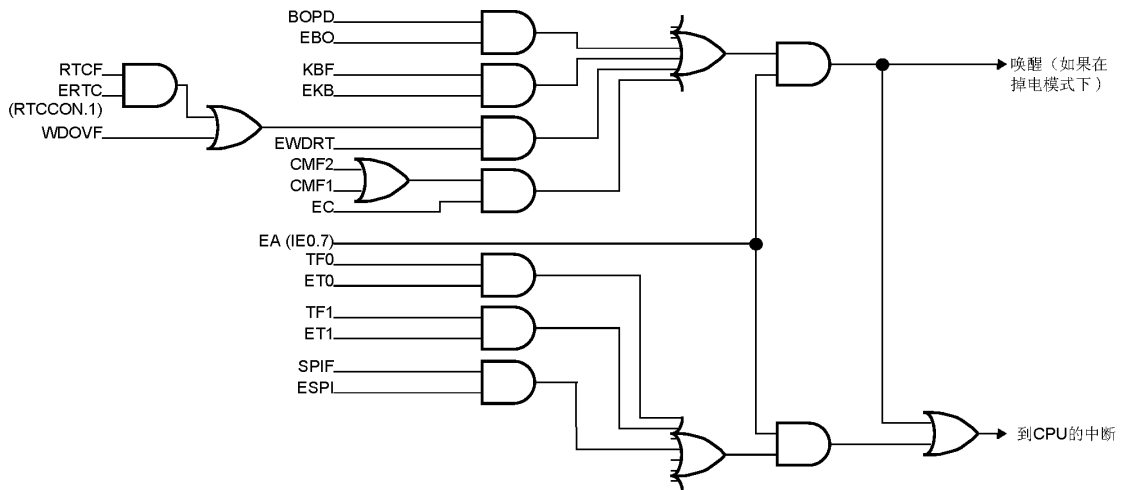 BOPD
EBO
KBF
EKB
RTCF
ERTC
(RTCCON.1)
WDOVF
EWDRT
CMF2
CMF1
EC
EA (IE0.7)
TF0
ET0
TF1
ET1
SPIF
ESPI
唤醒（如果在
掉电模式下 ）
到CPU的中断